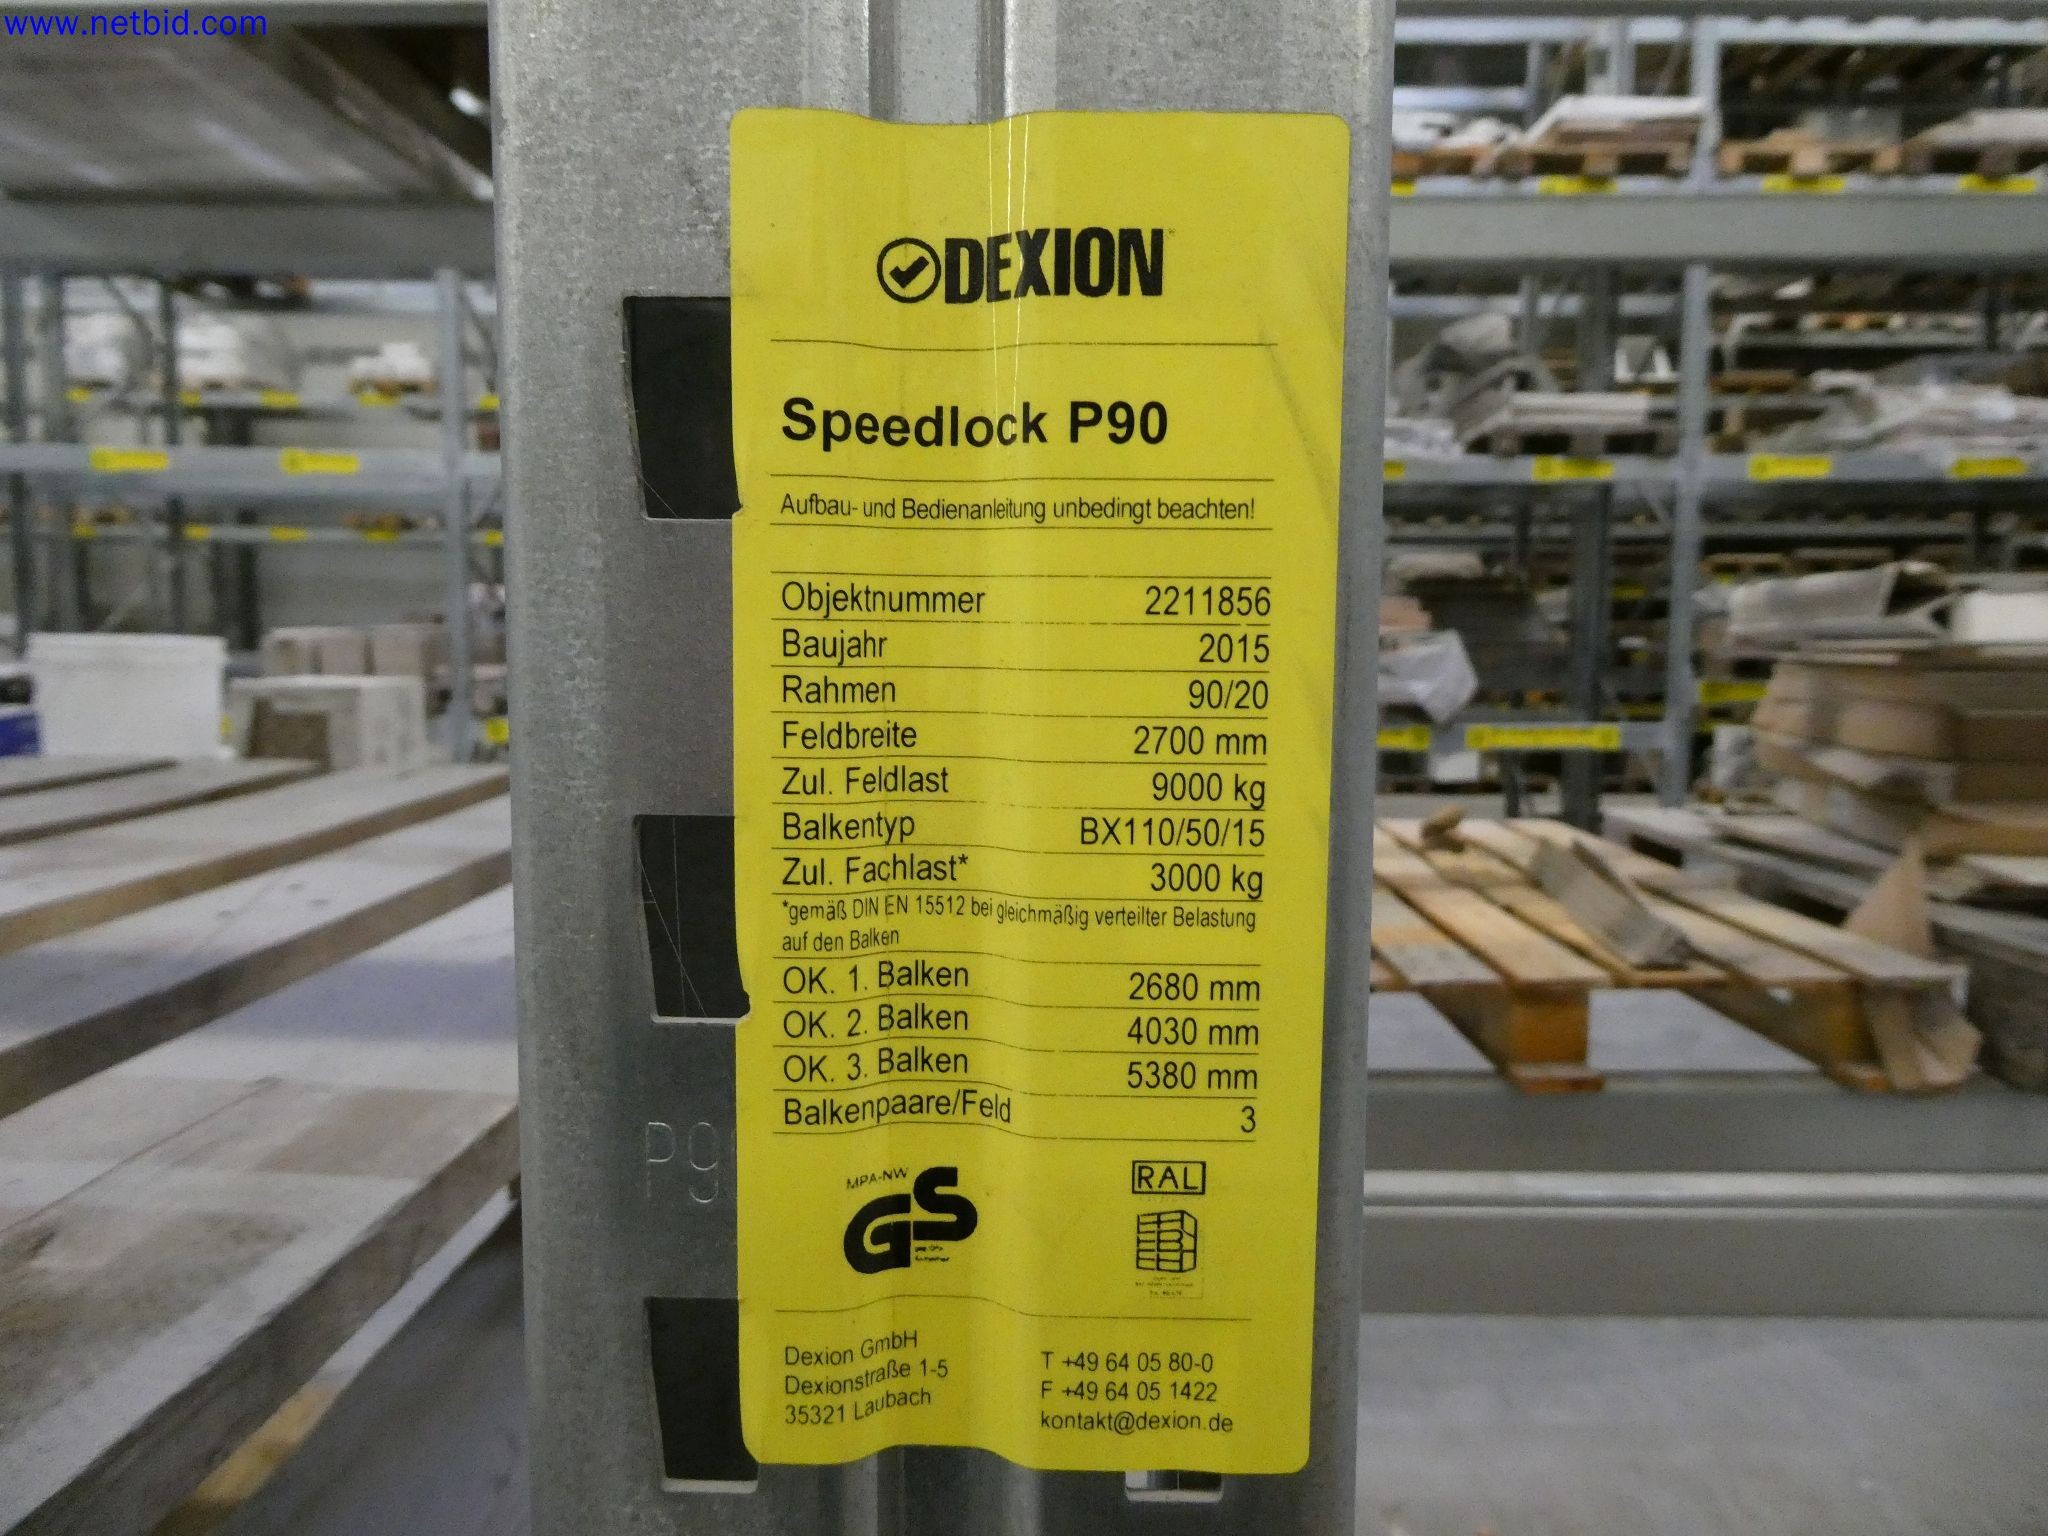 www.netbid.com
DEXION
Speedlock P90
Aufbau- und Bedienanleitung unbedingt beachten!
Objektnummer 2211856
Baujahr 2015
Rahmen 90/20
Feldbreite 2700 mm
Zul. Feldlast 9000 kg
Balkentyp BX110/50/15
Zul. Fachlast* 3000 kg
*gemäß DIN EN 15512 bei gleichmäßig verteilter Belastung
auf den Balken
OK. 1. Balken 2680 mm
OK. 2. Balken 4030 mm
OK. 3. Balken 5380 mm
Balkenpaare/Feld 3
P9
MPA-NW
GS
RAL
Dexion GmbH
Dexionstraße 1-5
35321 Laubach
T +49 64 05 80-0
F +49 64 05 1422
kontakt@dexion.de